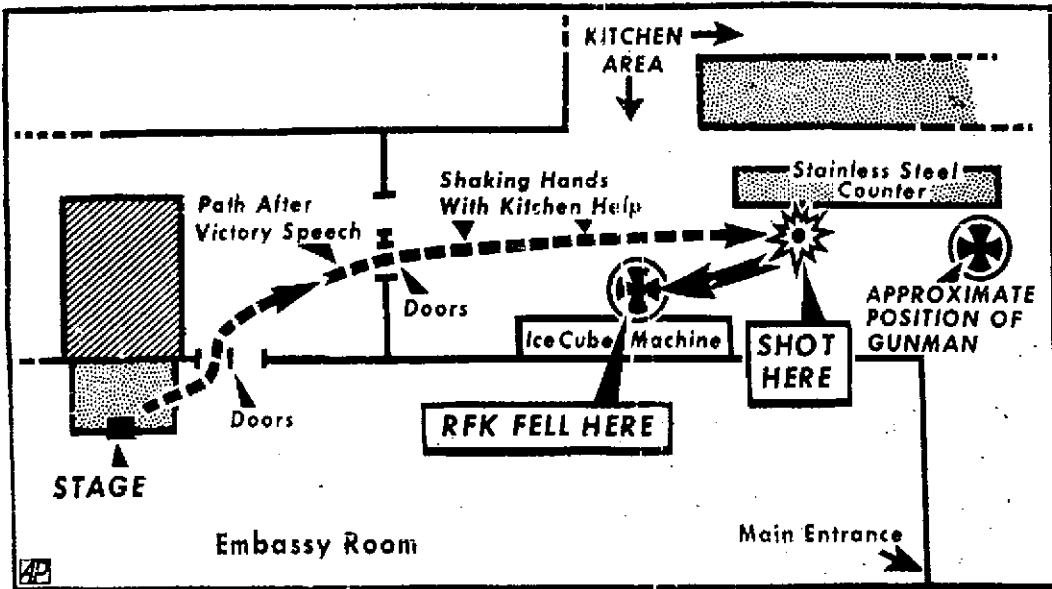 KITCHEN
AREA
Stainless Steel
Counter
Shaking Hands
With Kitchen Help
Path After
Victory Speech
Doors
APPROXIMATE
POSITION OF
GUNMAN
Ice Cube Machine
SHOT
HERE
RFK FELL HERE
Doors
STAGE
Embassy Room
Main Entrance
AP